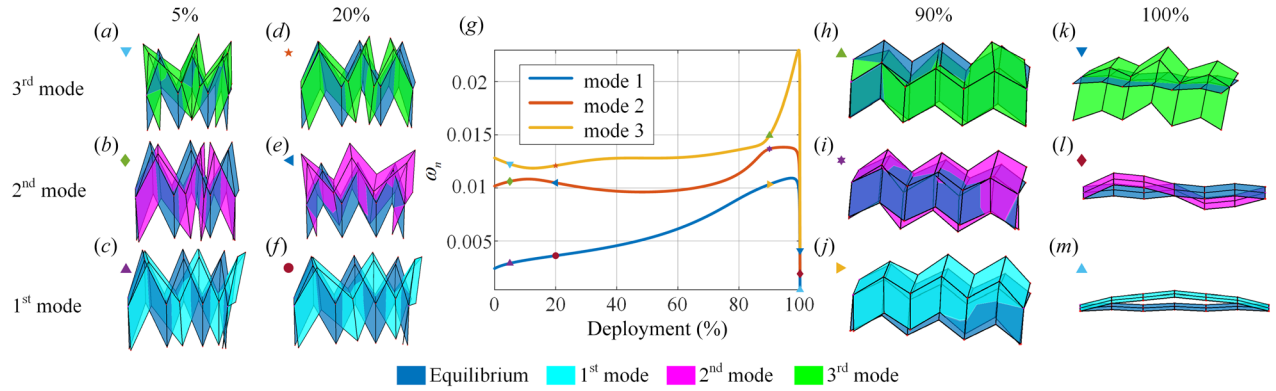 5%
20%
90%
100%
(a)
(d)
(g)
(h)
(k)
3rd mode
(b)
(e)
(i)
(l)
2nd mode
(c)
(f)
(j)
(m)
1st mode
mode 1
mode 2
mode 3
0.02
0.015
0.01
0.005
ωn
0
20
40
60
80
100
Deployment (%)
Equilibrium
1st mode
2nd mode
3rd mode